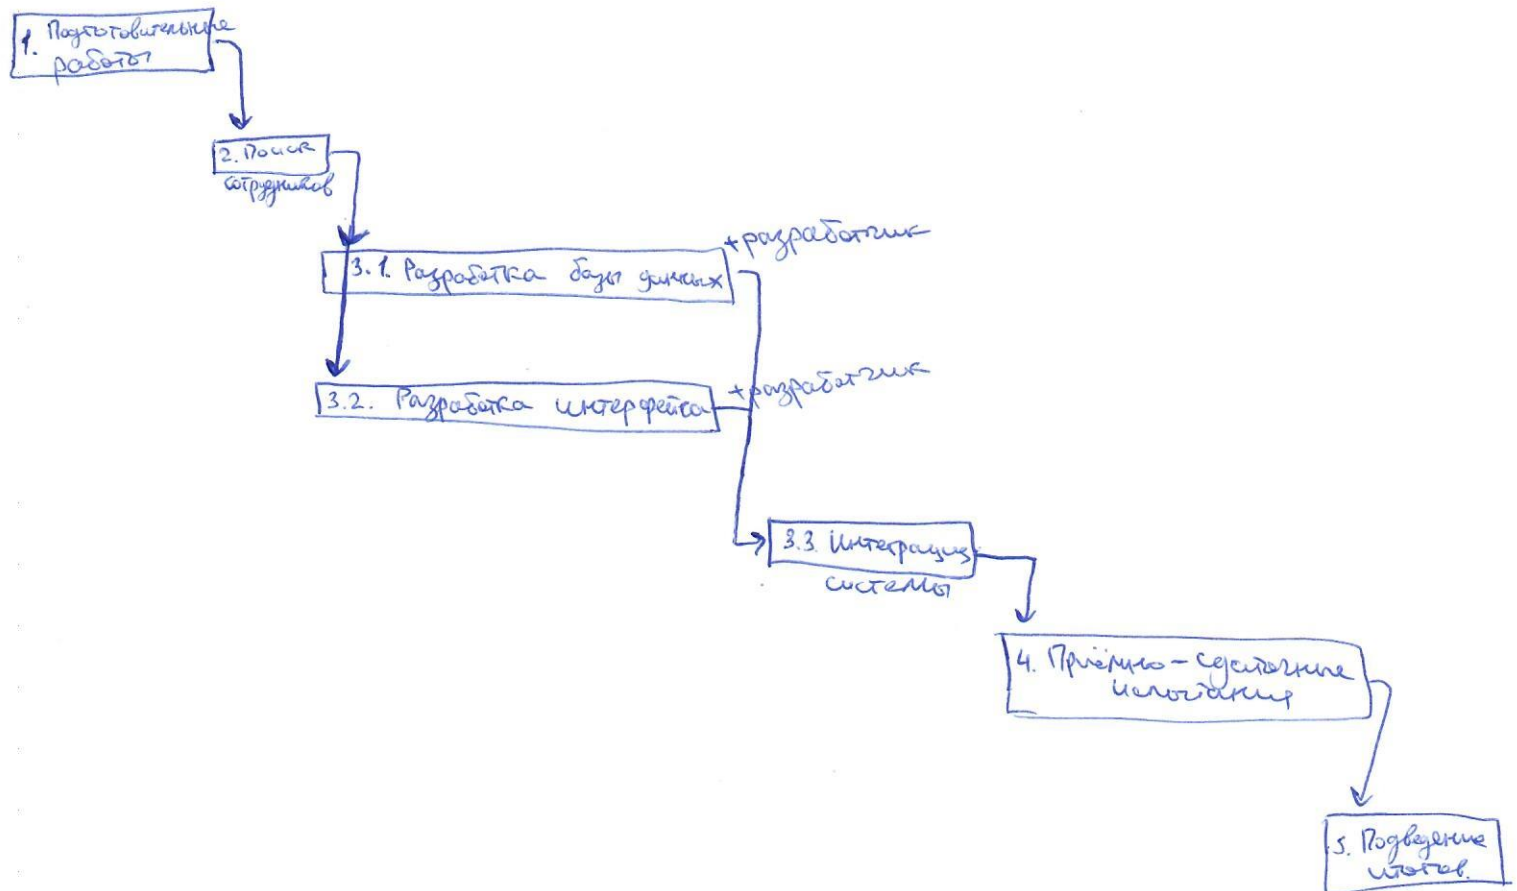 1. Подготовительные
работы
2. Поиск
сотрудников
+ разработчик
3.1. Разработка базы данных
+ разработчик
3.2. Разработка интерфейса
3.3. Интеграция
системы
4. Приёмно-сдаточные
испытания
5. Подведение
итогов.